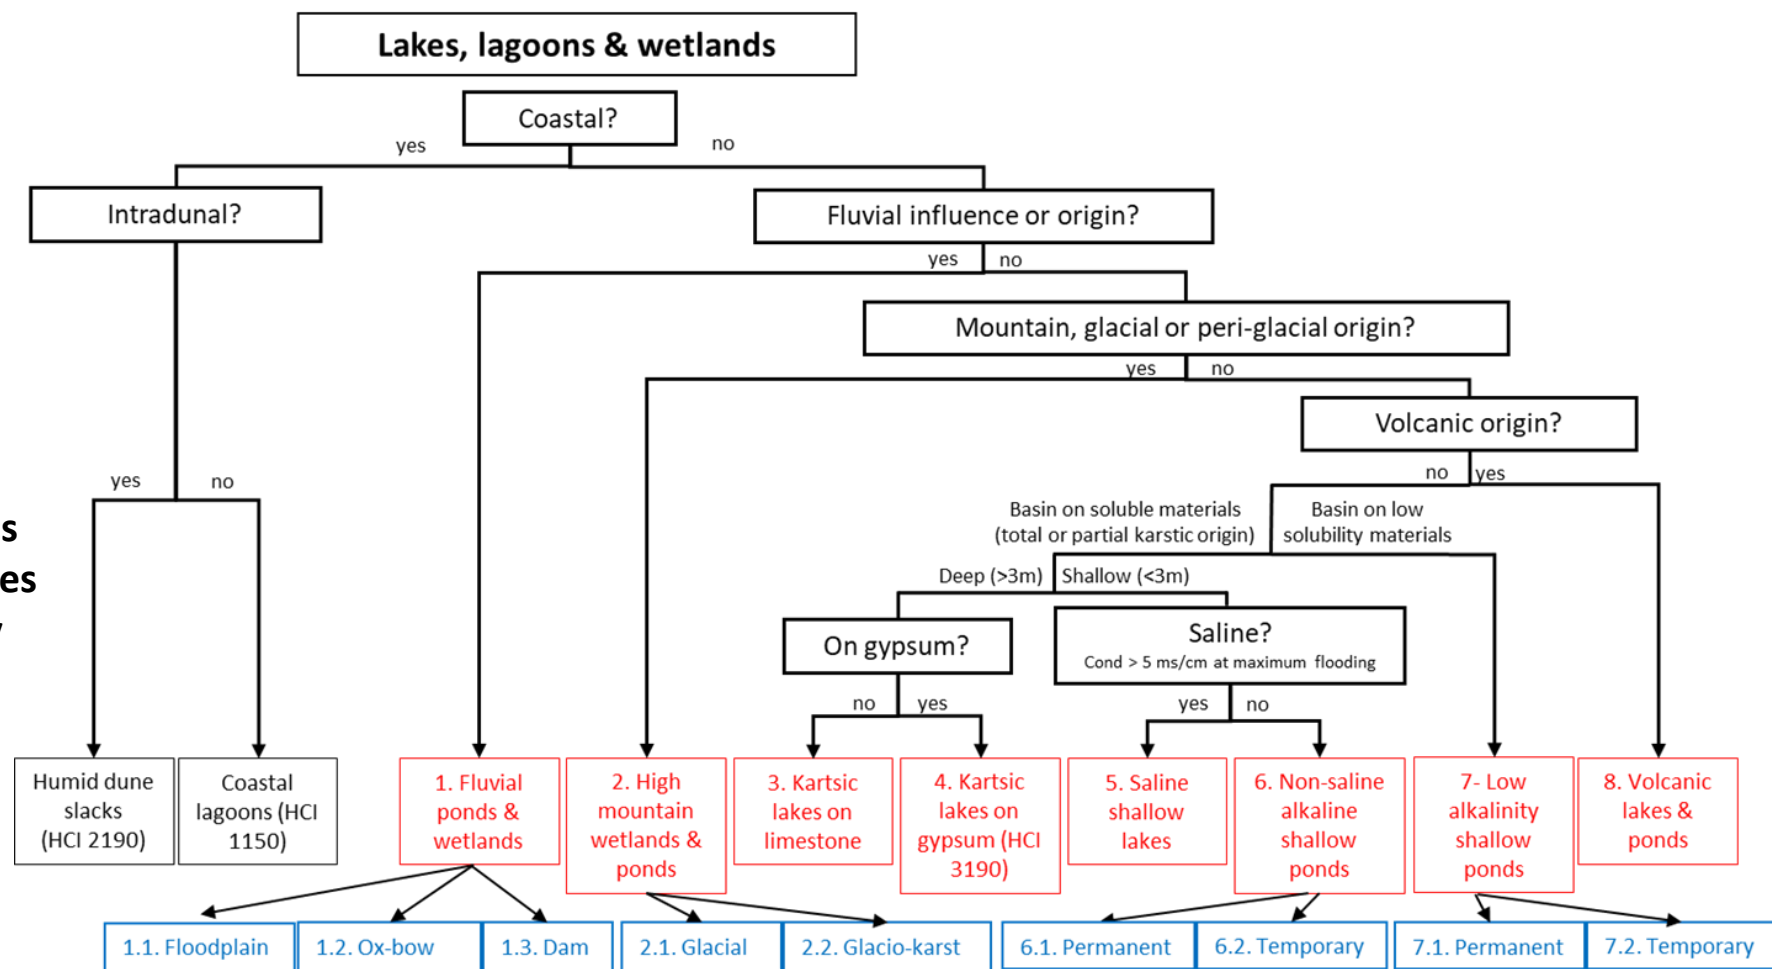 Lakes, lagoons & wetlands
Coastal?
yes
no
Intradunal?
Fluvial influence or origin?
yes
no
Mountain, glacial or peri-glacial origin?
yes
no
Volcanic origin?
no
yes
Basin on soluble materials
(total or partial karstic origin)
Basin on low
solubility materials
yes
no
Deep (>3m)
Shallow (<3m)
On gypsum?
Saline?
Cond > 5 ms/cm at maximum flooding
no
yes
yes
no
Humid dune
slacks
(HCI 2190)
Coastal
lagoons (HCI
1150)
1. Fluvial
ponds &
wetlands
2. High
mountain
wetlands &
ponds
3. Kartsic
lakes on
limestone
4. Kartsic
lakes on
gypsum (HCI
3190)
5. Saline
shallow
lakes
6. Non-saline
alkaline
shallow
ponds
7- Low
alkalinity
shallow
ponds
8. Volcanic
lakes &
ponds
1.1. Floodplain
1.2. Ox-bow
1.3. Dam
2.1. Glacial
2.2. Glacio-karst
6.1. Permanent
6.2. Temporary
7.1. Permanent
7.2. Temporary